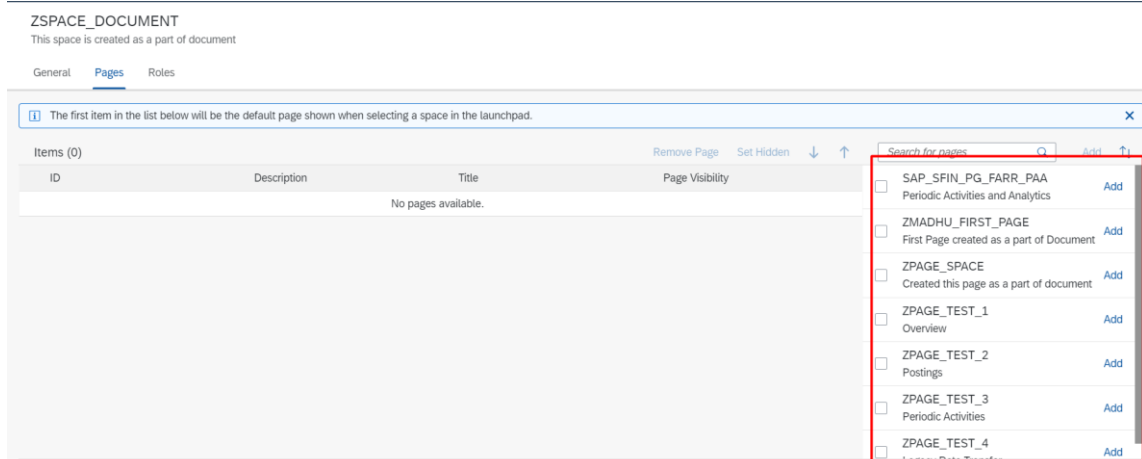 ZSPACE_DOCUMENT
This space is created as a part of document
General Pages Roles
The first item in the list below will be the default page shown when selecting a space in the launchpad.
Items (0) Remove Page Set Hidden
Search for pages Add
ID Description Title Page Visibility
No pages available.
SAP_SFIN_PG_FARR_PAA
Periodic Activities and Analytics
Add
ZMADHU_FIRST_PAGE
First Page created as a part of Document
Add
ZPAGE_SPACE
Created this page as a part of document
Add
ZPAGE_TEST_1
Overview
Add
ZPAGE_TEST_2
Postings
Add
ZPAGE_TEST_3
Periodic Activities
Add
ZPAGE_TEST_4
Add